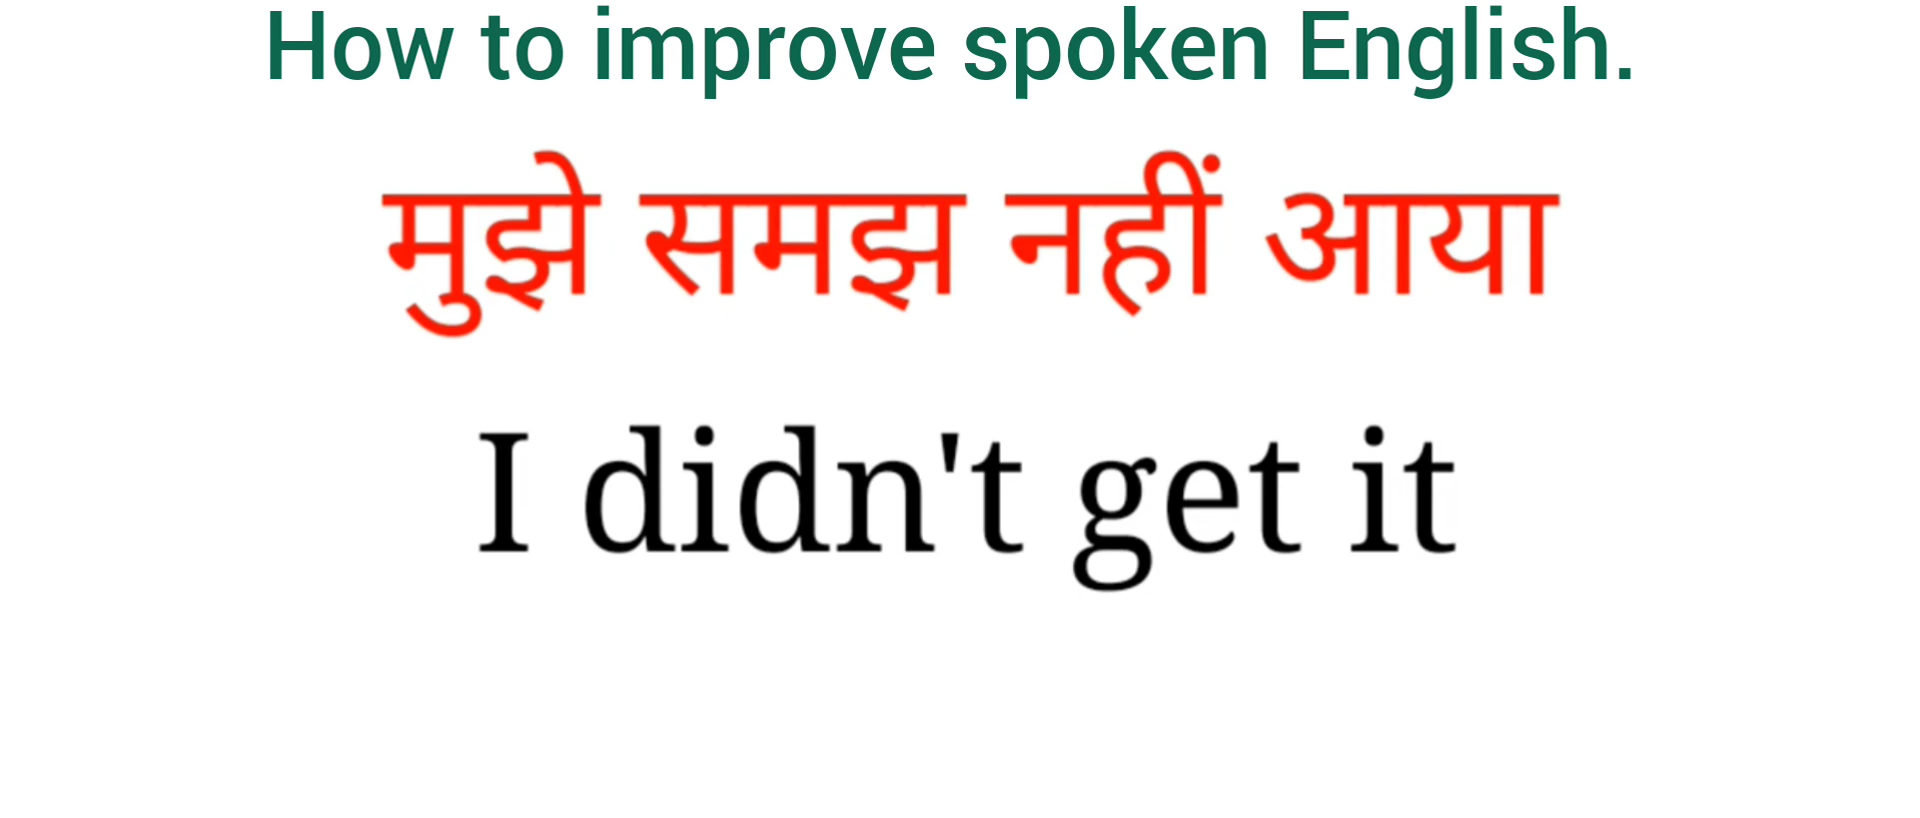 How to improve spoken English.
मुझे समझ नहीं आया
I didn't get it